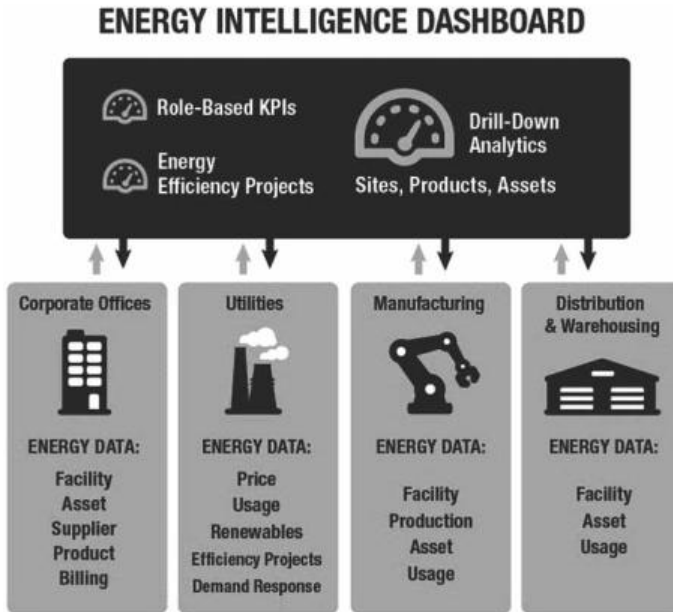 ENERGY INTELLIGENCE DASHBOARD
Role-Based KPIs
Energy
Efficiency Projects
Drill-Down
Analytics
Sites, Products, Assets
Corporate Offices
ENERGY DATA:
Facility
Asset
Supplier
Product
Billing
Utilities
ENERGY DATA:
Price
Usage
Renewables
Efficiency Projects
Demand Response
Manufacturing
ENERGY DATA:
Facility
Production
Asset
Usage
Distribution
& Warehousing
ENERGY DATA:
Facility
Asset
Usage